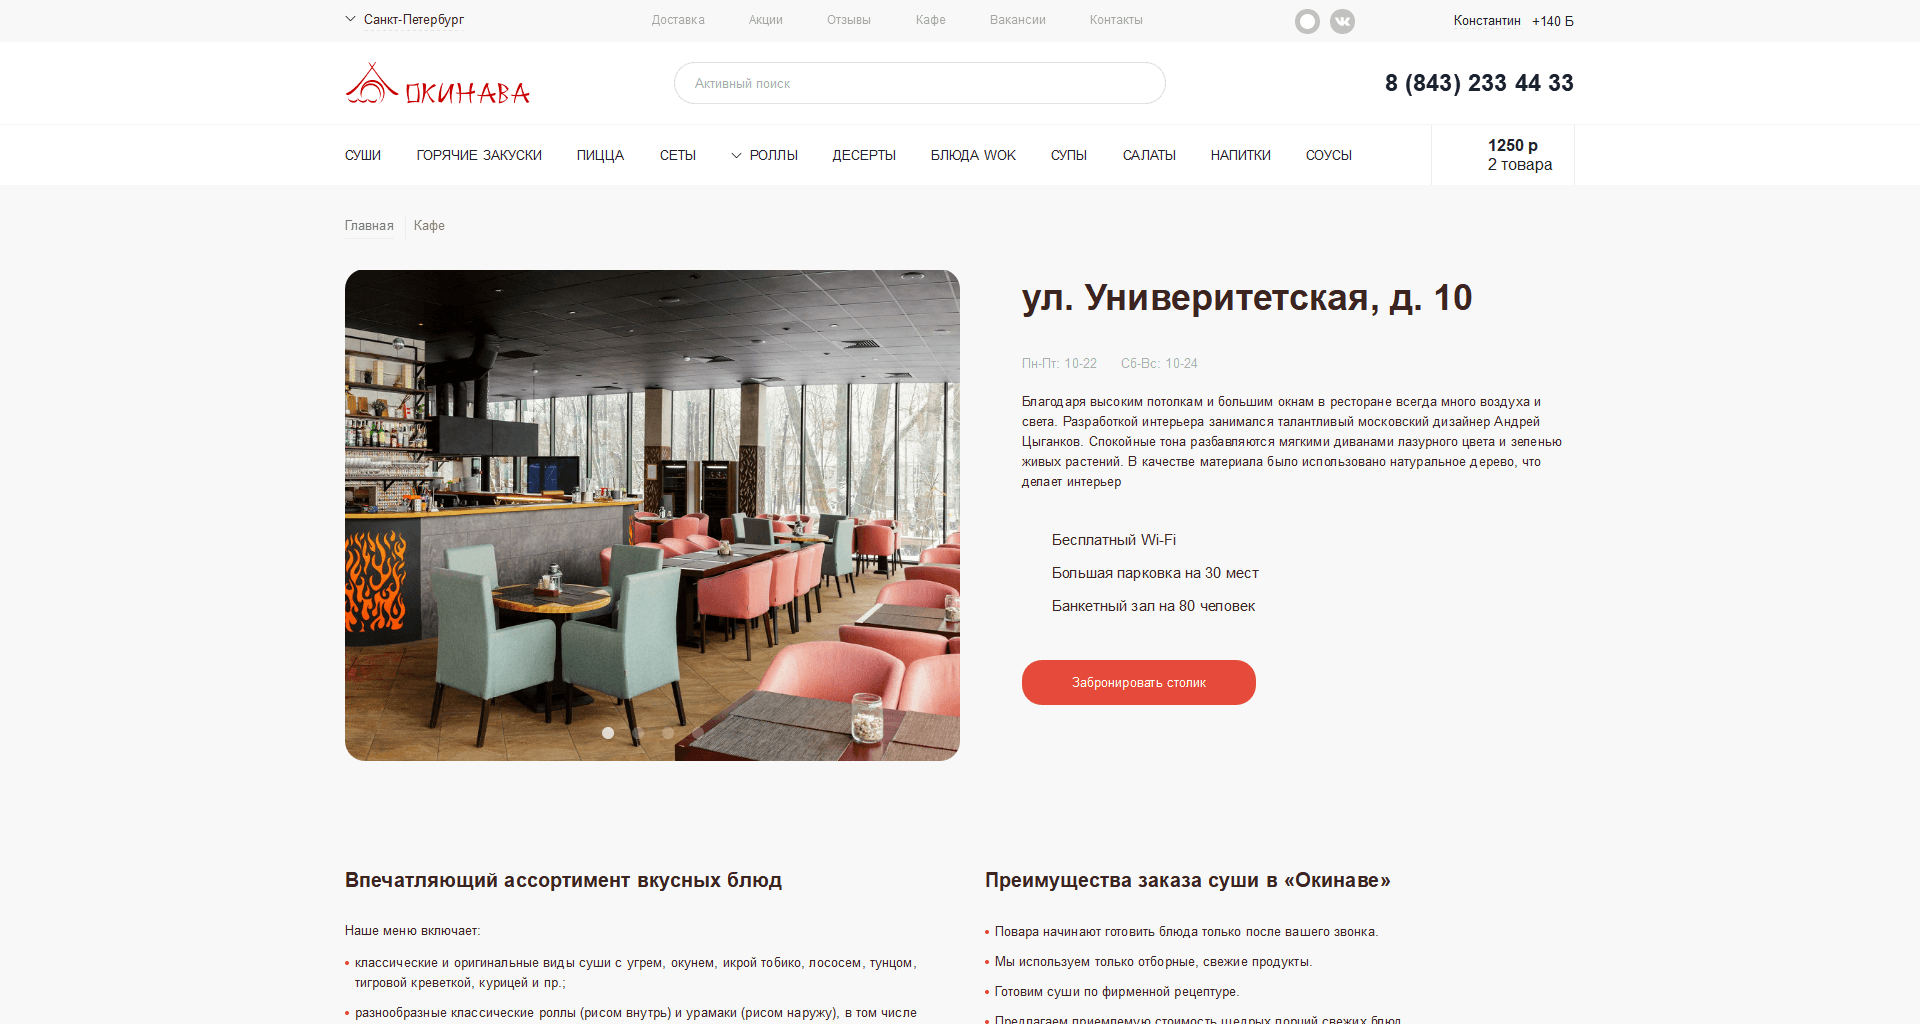 Санкт-Петербург
Доставка Акции Отзывы Кафе Вакансии Контакты
Константин +140 Б
ОКИНАВА
Активный поиск
8 (843) 233 44 33
СУШИ ГОРЯЧИЕ ЗАКУСКИ ПИЦЦА СЕТЫ РОЛЛЫ ДЕСЕРТЫ БЛЮДА WOK СУПЫ САЛАТЫ НАПИТКИ СОУСЫ
1250 р
2 товара
Главная Кафе
ул. Универитетская, д. 10
Пн-Пт: 10-22 Сб-Вс: 10-24
Благодаря высоким потолкам и большим окнам в ресторане всегда много воздуха и
света. Разработкой интерьера занимался талантливый московский дизайнер Андрей
Цыганков. Спокойные тона разбавляются мягкими диванами лазурного цвета и зеленью
живых растений. В качестве материала было использовано натуральное дерево, что
делает интерьер
Бесплатный Wi-Fi
Большая парковка на 30 мест
Банкетный зал на 80 человек
Забронировать столик
Впечатляющий ассортимент вкусных блюд
Наше меню включает:
классические и оригинальные виды суши с угрем, окунем, икрой тобико, лососем, тунцом,
тигровой креветкой, курицей и пр.;
разнообразные классические роллы (рисом внутрь) и урамаки (рисом наружу), в том числе
Преимущества заказа суши в «Окинаве»
Повара начинают готовить блюда только после вашего звонка.
Мы используем только отборные, свежие продукты.
Готовим суши по фирменной рецептуре.
Предлагаем приемлемую стоимость щедрых порций свежих блюд.